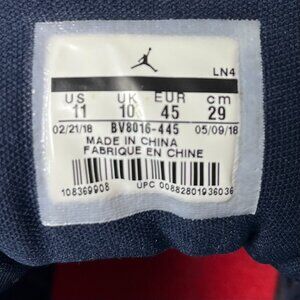 LN4
US UK EUR cm
11 10 45 29
02/21/18 BV8016-445 05/09/18
MADE IN CHINA
FABRIQUE EN CHINE
108369908 UPC 00882801936036